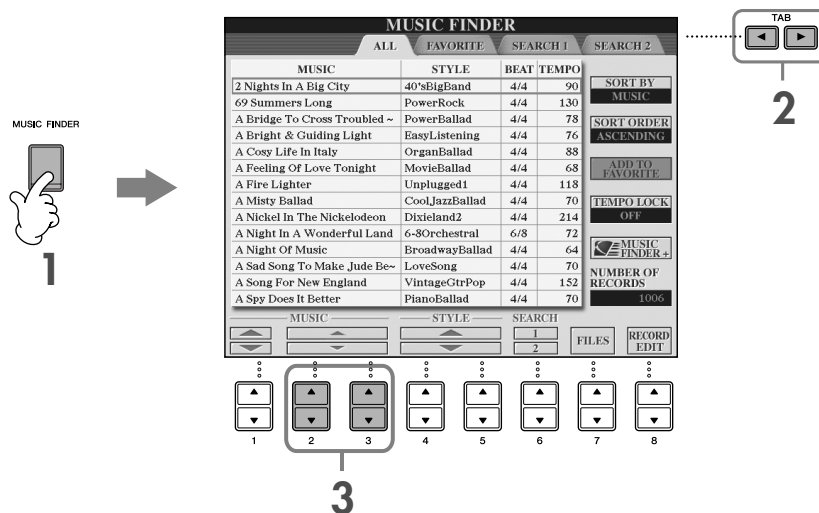 MUSIC FINDER
ALL FAVORITE SEARCH 1 SEARCH 2
MUSIC STYLE BEAT TEMPO
2 Nights In A Big City 40'sBigBand 4/4 90
69 Summers Long PowerRock 4/4 130
A Bridge To Cross Troubled ~ PowerBallad 4/4 78
A Bright & Guiding Light EasyListening 4/4 76
A Cosy Life In Italy OrganBallad 4/4 88
A Feeling Of Love Tonight MovieBallad 4/4 68
A Fire Lighter Unplugged1 4/4 118
A Misty Ballad CoolJazzBallad 4/4 70
A Nickel In The Nickelodeon Dixieland2 4/4 214
A Night In A Wonderful Land 6-8Orchestral 6/8 72
A Night Of Music BroadwayBallad 4/4 64
A Sad Song To Make Jude Be~ LoveSong 4/4 70
A Song For New England VintageGtrPop 4/4 152
A Spy Does It Better PianoBallad 4/4 70
SORT BY
MUSIC
SORT ORDER
ASCENDING
ADD TO
FAVORITE
TEMPO LOCK
OFF
MUSIC
FINDER+
NUMBER OF
RECORDS
1006
MUSIC STYLE SEARCH
1
2
FILES
RECORD
EDIT
1 2 3 4 5 6 7 8
MUSIC FINDER
1
TAB
2
3